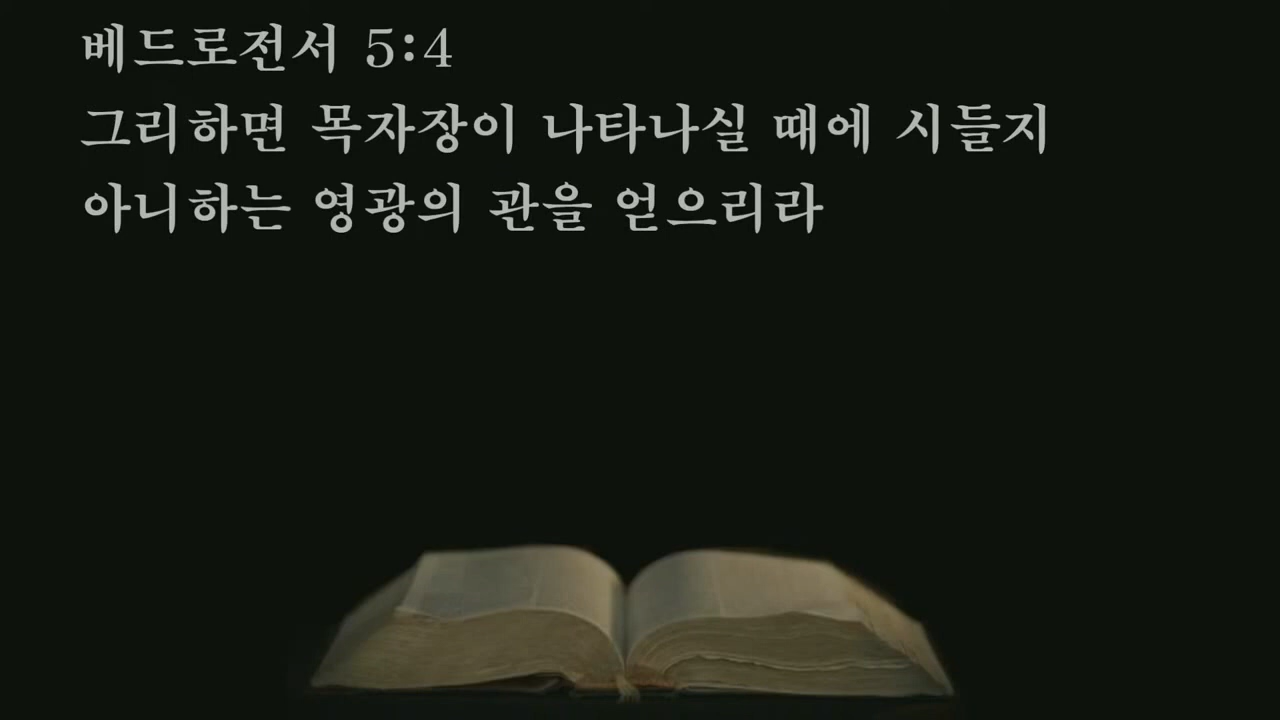 베드로전서 5:4
그리하면 목자장이 나타나실 때에 시들지
아니하는 영광의 관을 얻으리라